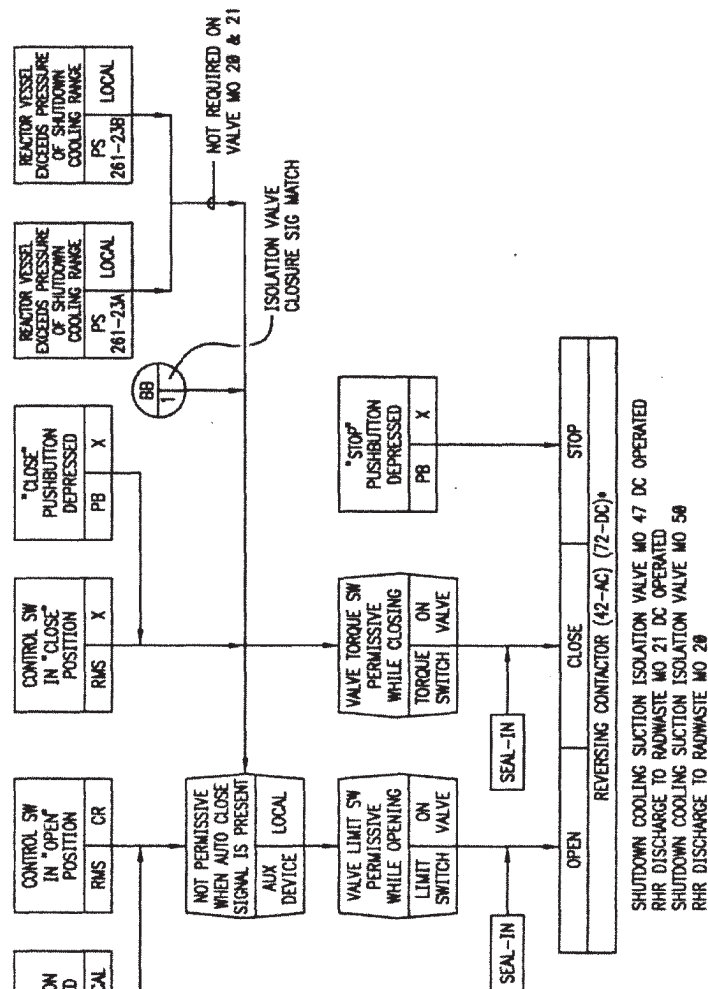 CONTROL SW
IN "OPEN"
POSITION
RMS CR
CONTROL SW
IN "CLOSE"
POSITION
RMS X
"CLOSE"
PUSHBUTTON
DEPRESSED
PB X
REACTOR VESSEL
EXCEEDS PRESSURE
OF SHUTDOWN
COOLING RANGE
PS
261-23A
LOCAL
REACTOR VESSEL
EXCEEDS PRESSURE
OF SHUTDOWN
COOLING RANGE
PS
261-23B
LOCAL
BB
1
NOT REQUIRED ON
VALVE MO 20 & 21
ISOLATION VALVE
CLOSURE SIG MATCH
NOT PERMISSIVE
WHEN AUTO CLOSE
SIGNAL IS PRESENT
AUX
DEVICE
LOCAL
VALVE LIMIT SW
PERMISSIVE
WHILE OPENING
LIMIT
SWITCH
ON
VALVE
VALVE TORQUE SW
PERMISSIVE
WHILE CLOSING
TORQUE
SWITCH
ON
VALVE
"STOP"
PUSHBUTTON
DEPRESSED
PB X
SEAL-IN
SEAL-IN
OPEN
CLOSE
STOP
REVERSING CONTACTOR (42-AC) (72-DC)*
SHUTDOWN COOLING SUCTION ISOLATION VALVE MO 47 DC OPERATED
RHR DISCHARGE TO RADWASTE MO 21 DC OPERATED
SHUTDOWN COOLING SUCTION ISOLATION VALVE MO 50
RHR DISCHARGE TO RADWASTE MO 20